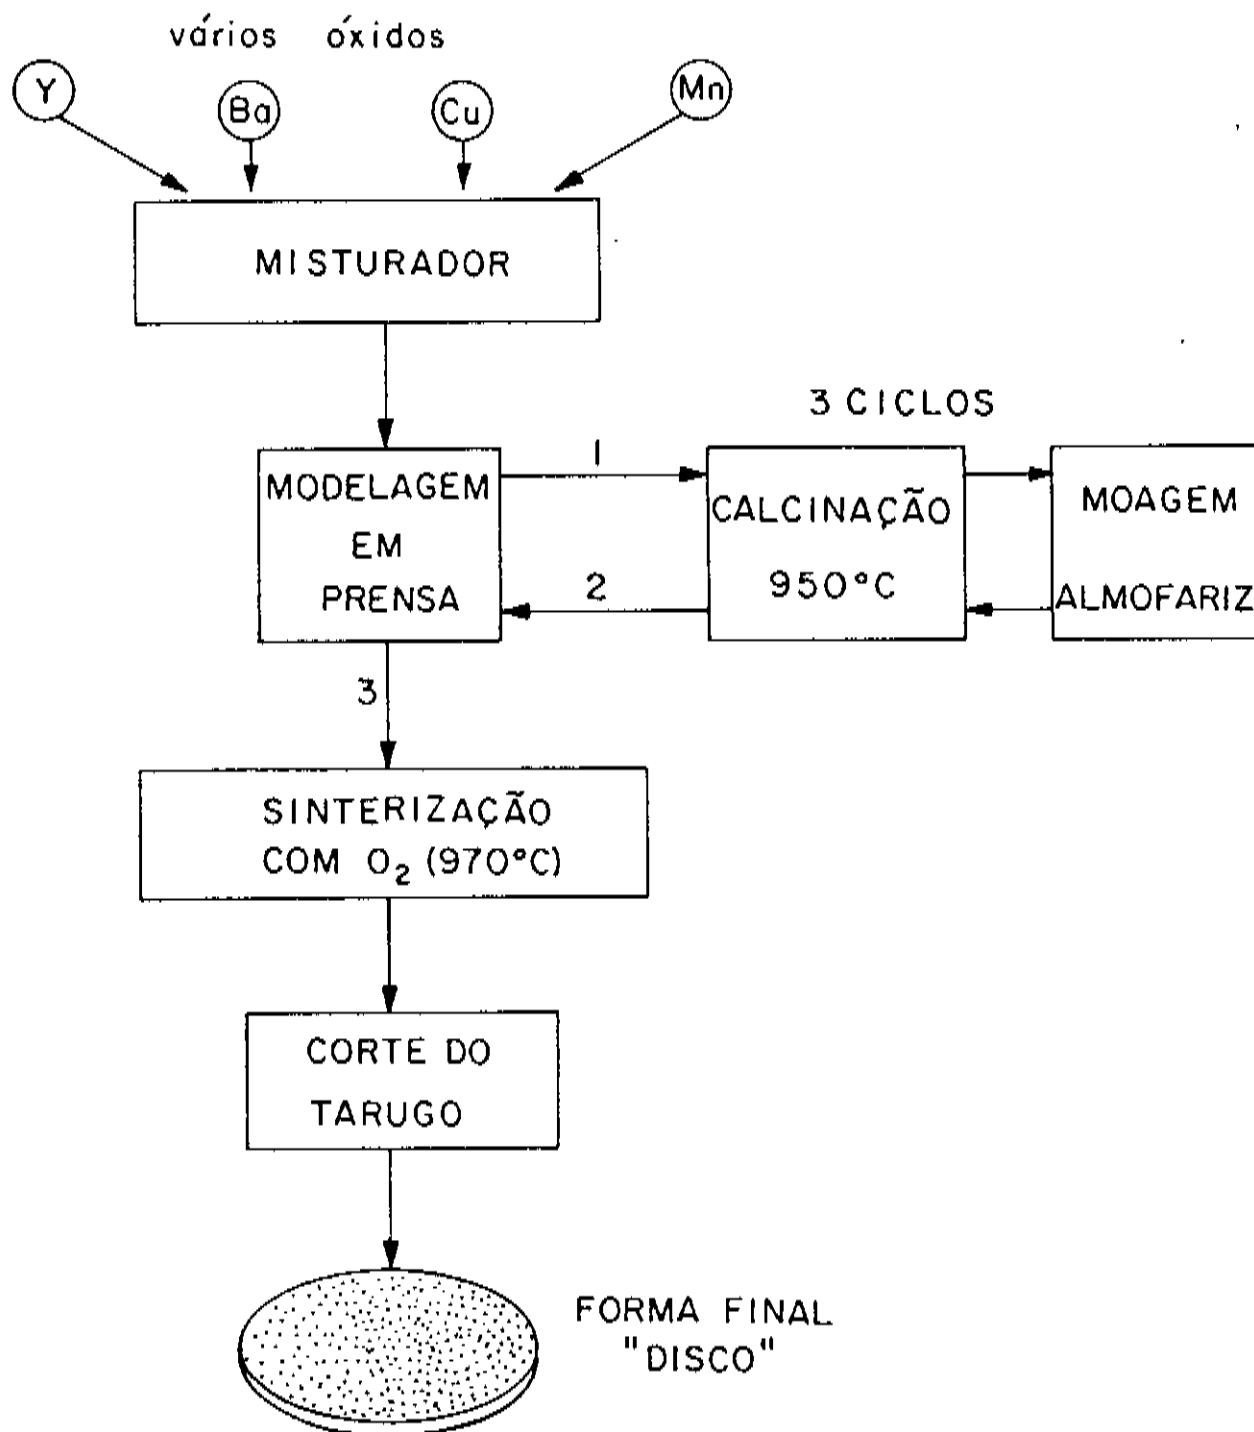 vários óxidos
Y
Ba
Cu
Mn
MISTURADOR
3 CICLOS
MODELAGEM
EM
PRENSA
1
2
CALCINAÇÃO
950°C
MOAGEM
ALMOFARIZ
3
SINTERIZAÇÃO
COM O₂ (970°C)
CORTE DO
TARUGO
FORMA FINAL
"DISCO"